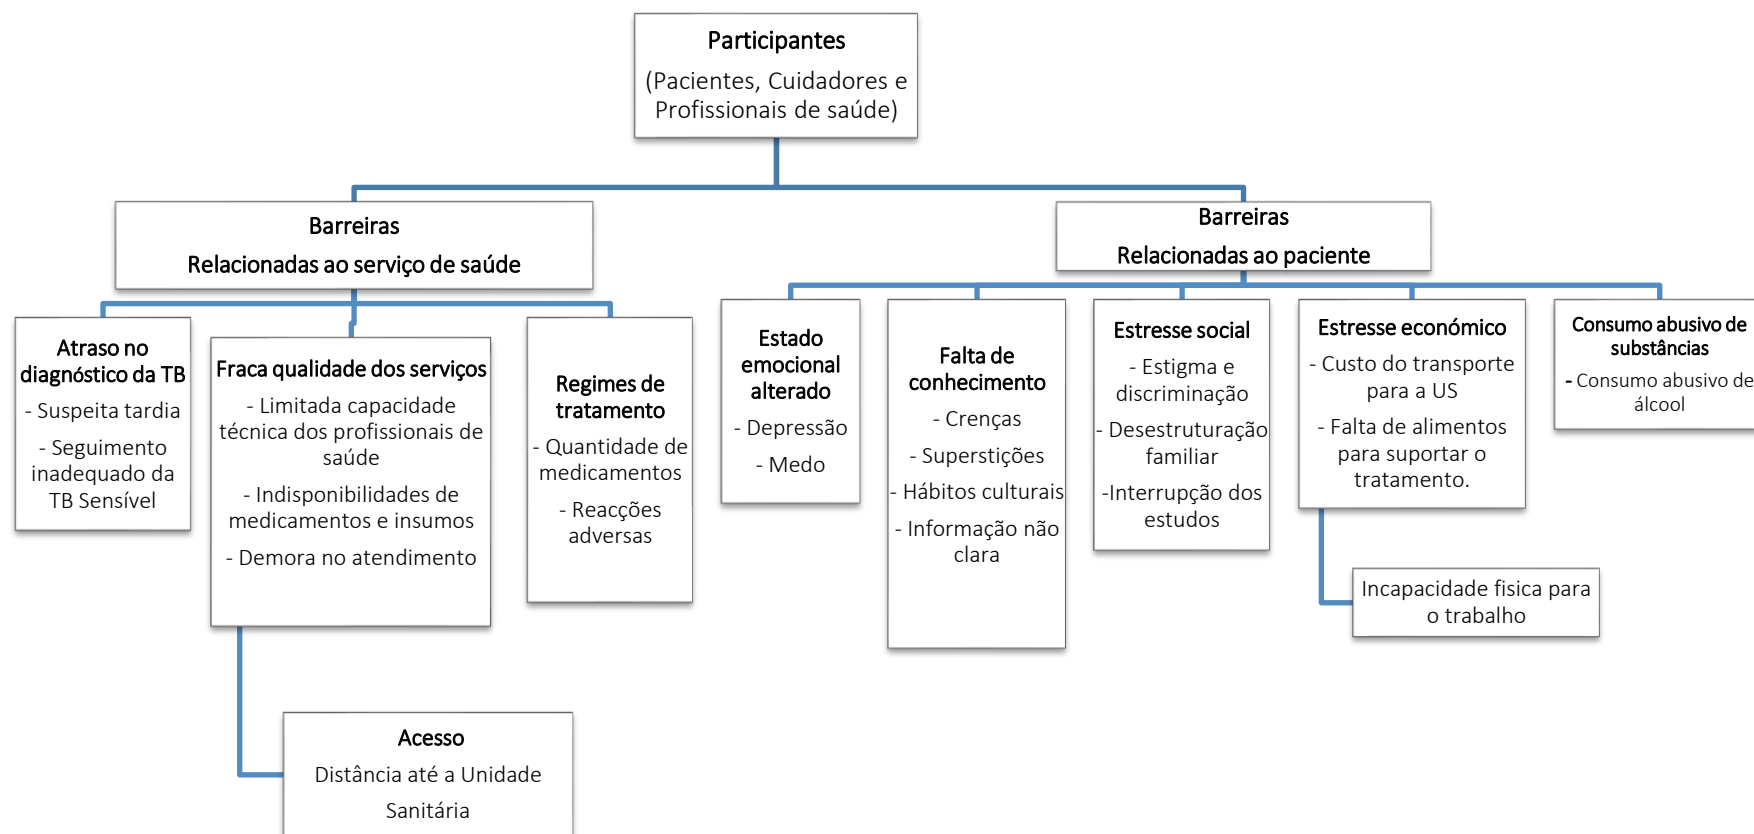 Participantes
(Pacientes, Cuidadores e
Profissionais de saúde)
Barreiras
Relacionadas ao serviço de saúde
Barreiras
Relacionadas ao paciente
Atraso no
diagnóstico da TB
- Suspeita tardia
- Seguimento
inadequado da
TB Sensível
Fraca qualidade dos serviços
- Limitada capacidade
técnica dos profissionais de
saúde
- Indisponibilidades de
medicamentos e insumos
- Demora no atendimento
Regimes de
tratamento
- Quantidade de
medicamentos
- Reacções
adversas
Estado
emocional
alterado
- Depressão
- Medo
Falta de
conhecimento
- Crenças
- Superstições
- Hábitos culturais
- Informação não
clara
Estresse social
- Estigma e
discriminação
- Desestruturação
familiar
-Interrupção dos
estudos
Estresse económico
- Custo do transporte
para a US
- Falta de alimentos
para suportar o
tratamento.
Consumo abusivo de
substâncias
- Consumo abusivo de
álcool
Incapacidade fisica para
o trabalho
Acesso
Distância até a Unidade
Sanitária